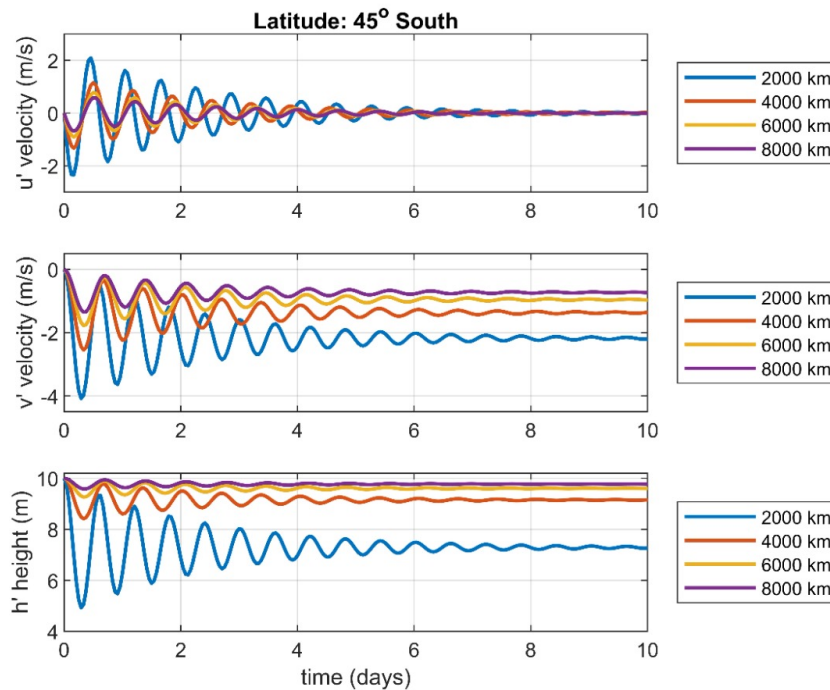 Latitude: 45° South
u' velocity (m/s)
2
0
-2
0 2 4 6 8 10
2000 km
4000 km
6000 km
8000 km
v' velocity (m/s)
0
-2
-4
0 2 4 6 8 10
2000 km
4000 km
6000 km
8000 km
h' height (m)
10
8
6
4
0 2 4 6 8 10
time (days)
2000 km
4000 km
6000 km
8000 km